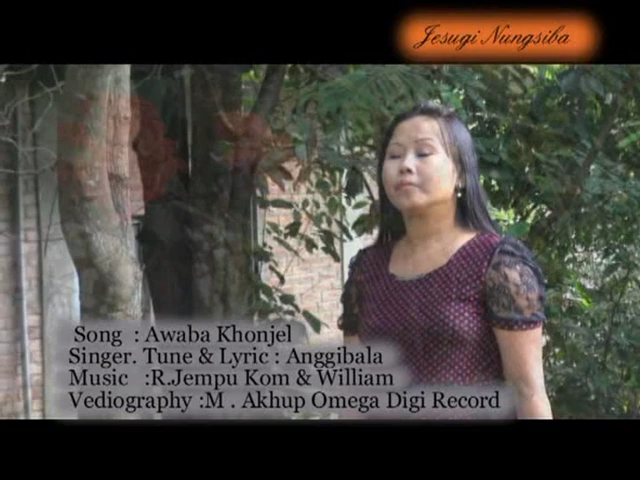 Jesugi Nungsiba
Song : Awaba Khonjel
Singer. Tune & Lyric : Anggibala
Music :R.Jempu Kom & William
Vediography :M . Akhup Omega Digi Record